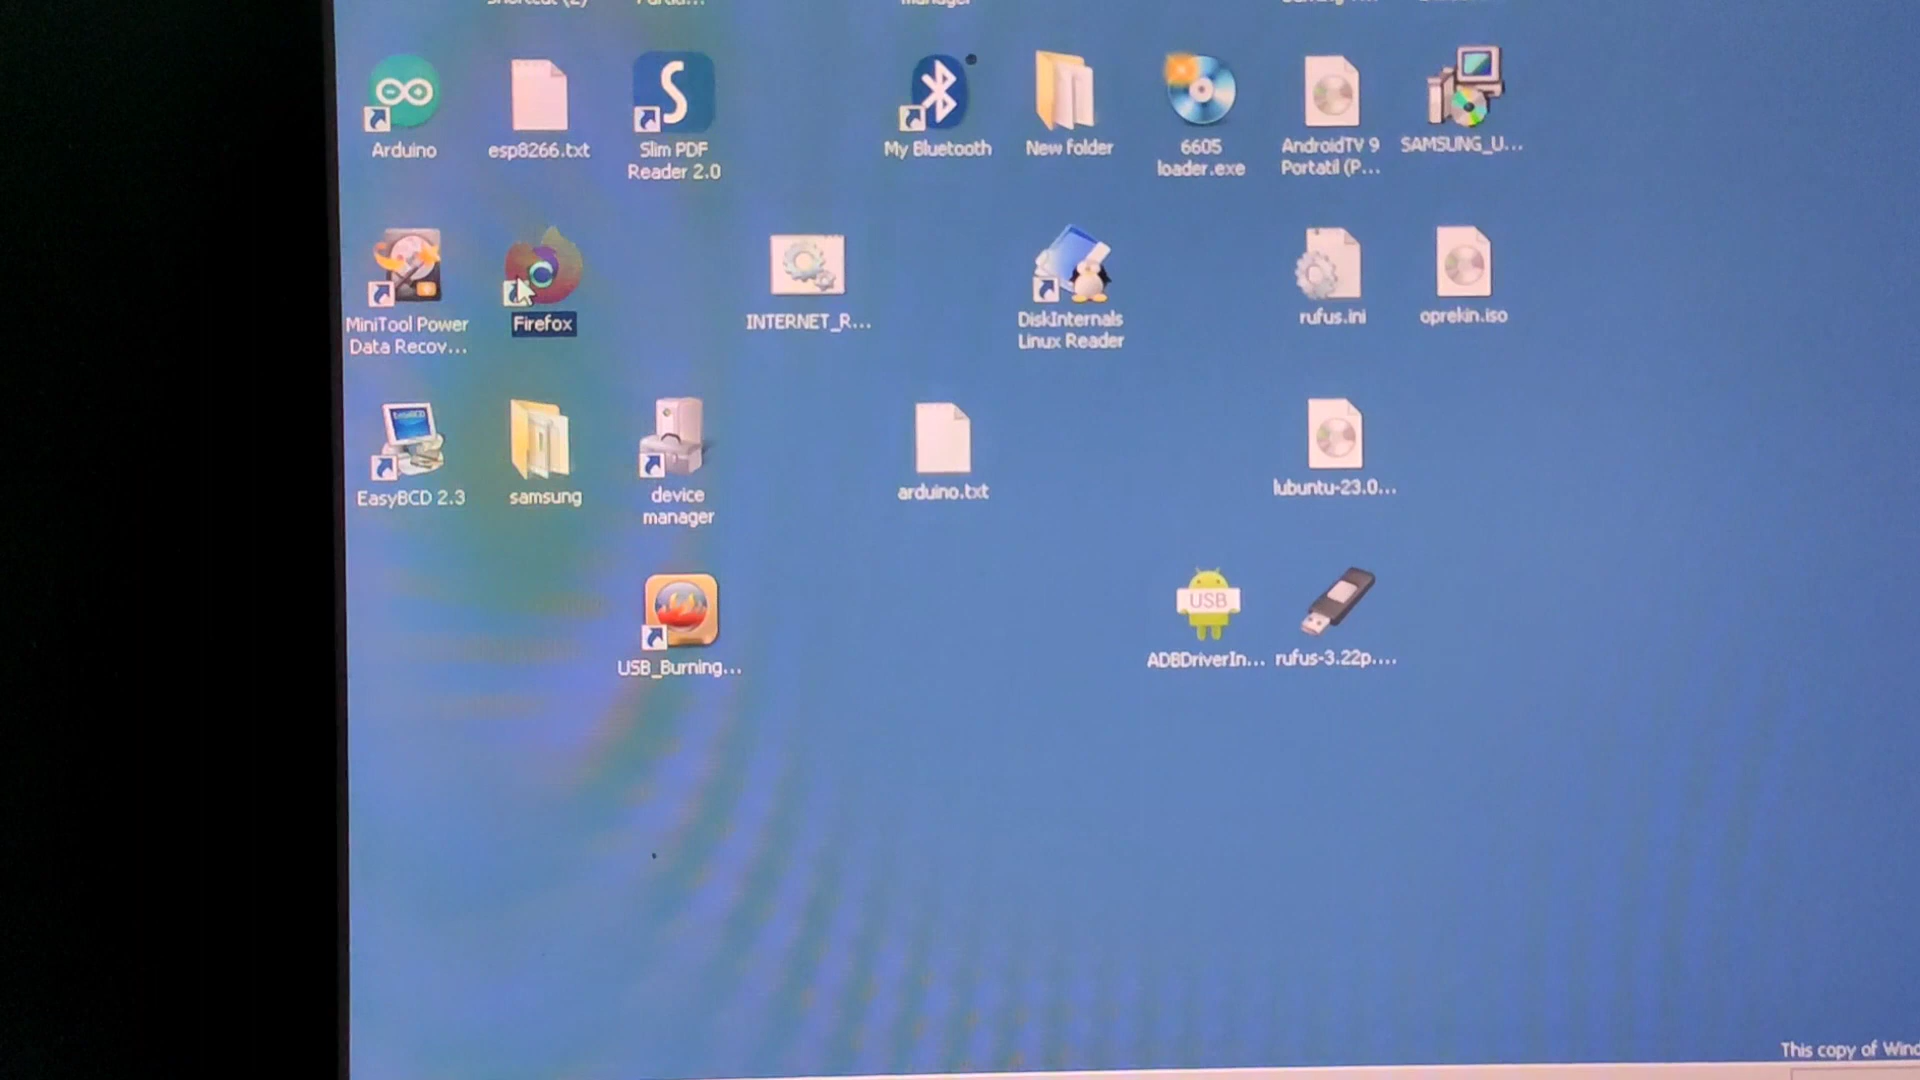 Arduino
esp8266.txt
Slim PDF
Reader 2.0
My Bluetooth
New folder
6605
loader.exe
AndroidTV 9
Portatil (P...
SAMSUNG_U...
MiniTool Power
Data Recov...
Firefox
INTERNET_R...
DiskInternals
Linux Reader
rufus.ini
oprekin.iso
EasyBCD
EasyBCD 2.3
samsung
device
manager
arduino.txt
lubuntu-23.0...
USB_Burning...
USB
ADBDriverIn...
rufus-3.22p....
This copy of Wind